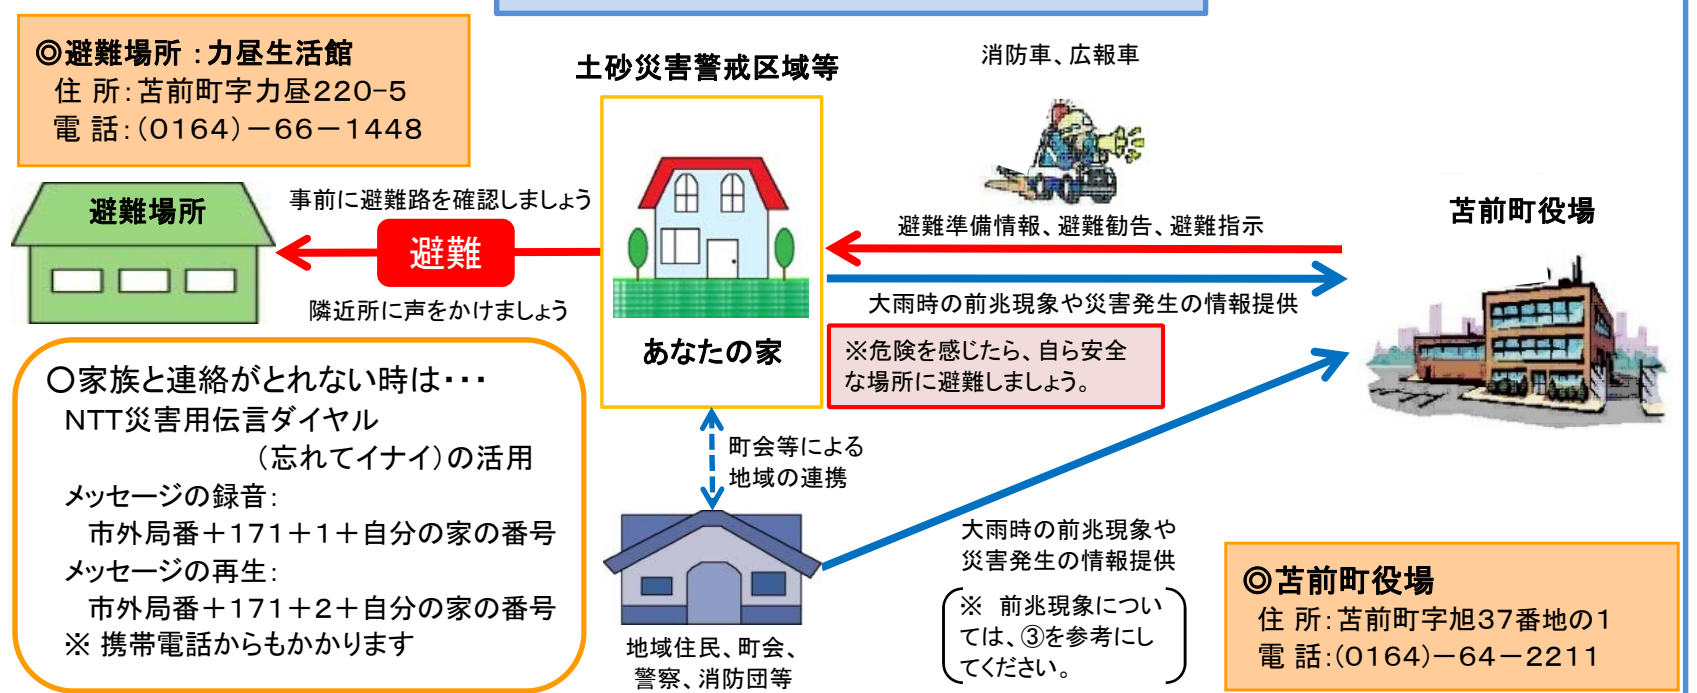 ◎避難場所：力昼生活館
住 所：苫前町字力昼220-5
電 話：（0164）－66－1448
土砂災害警戒区域等
消防車、広報車
避難場所
事前に避難路を確認しましょう
避難
隣近所に声をかけましょう
避難準備情報、避難勧告、避難指示
苫前町役場
大雨時の前兆現象や災害発生の情報提供
あなたの家
※危険を感じたら、自ら安全
な場所に避難しましょう。
〇家族と連絡がとれない時は・・・
NTT災害用伝言ダイヤル
（忘れてイナイ）の活用
メッセージの録音：
市外局番＋171＋1＋自分の家の番号
メッセージの再生：
市外局番＋171＋2＋自分の家の番号
※ 携帯電話からもかかります
町会等による
地域の連携
地域住民、町会、
警察、消防団等
大雨時の前兆現象や
災害発生の情報提供
※ 前兆現象につい
ては、③を参考にし
てください。
◎苫前町役場
住 所：苫前町字旭37番地の1
電 話：（0164）－64－2211